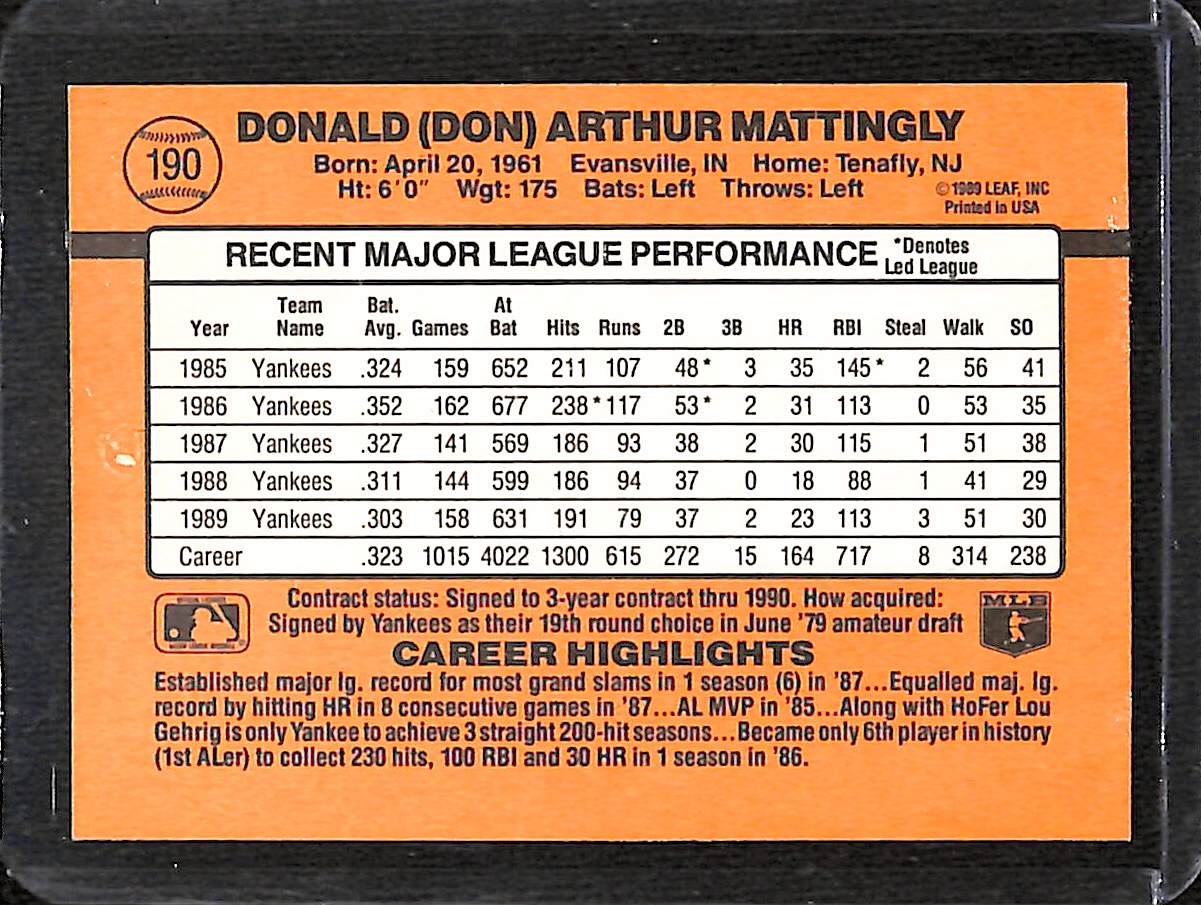 190
DONALD (DON) ARTHUR MATTINGLY
Born: April 20, 1961 Evansville, IN Home: Tenafly, NJ
Ht: 6'0" Wgt: 175 Bats: Left Throws: Left
© 1989 LEAF, INC
Printed in USA
RECENT MAJOR LEAGUE PERFORMANCE *Denotes Led League
Year Team Name Bat. Avg. Games At Bat Hits Runs 2B 3B HR RBI Steal Walk SO
1985 Yankees .324 159 652 211 107 48* 3 35 145* 2 56 41
1986 Yankees .352 162 677 238* 117 53* 2 31 113 0 53 35
1987 Yankees .327 141 569 186 93 38 2 30 115 1 51 38
1988 Yankees .311 144 599 186 94 37 0 18 88 1 41 29
1989 Yankees .303 158 631 191 79 37 2 23 113 3 51 30
Career .323 1015 4022 1300 615 272 15 164 717 8 314 238
Contract status: Signed to 3-year contract thru 1990. How acquired:
Signed by Yankees as their 19th round choice in June '79 amateur draft
MLB
CAREER HIGHLIGHTS
Established major lg. record for most grand slams in 1 season (6) in '87...Equalled maj. lg.
record by hitting HR in 8 consecutive games in '87...AL MVP in '85...Along with HoFer Lou
Gehrig is only Yankee to achieve 3 straight 200-hit seasons...Became only 6th player in history
(1st ALer) to collect 230 hits, 100 RBI and 30 HR in 1 season in '86.